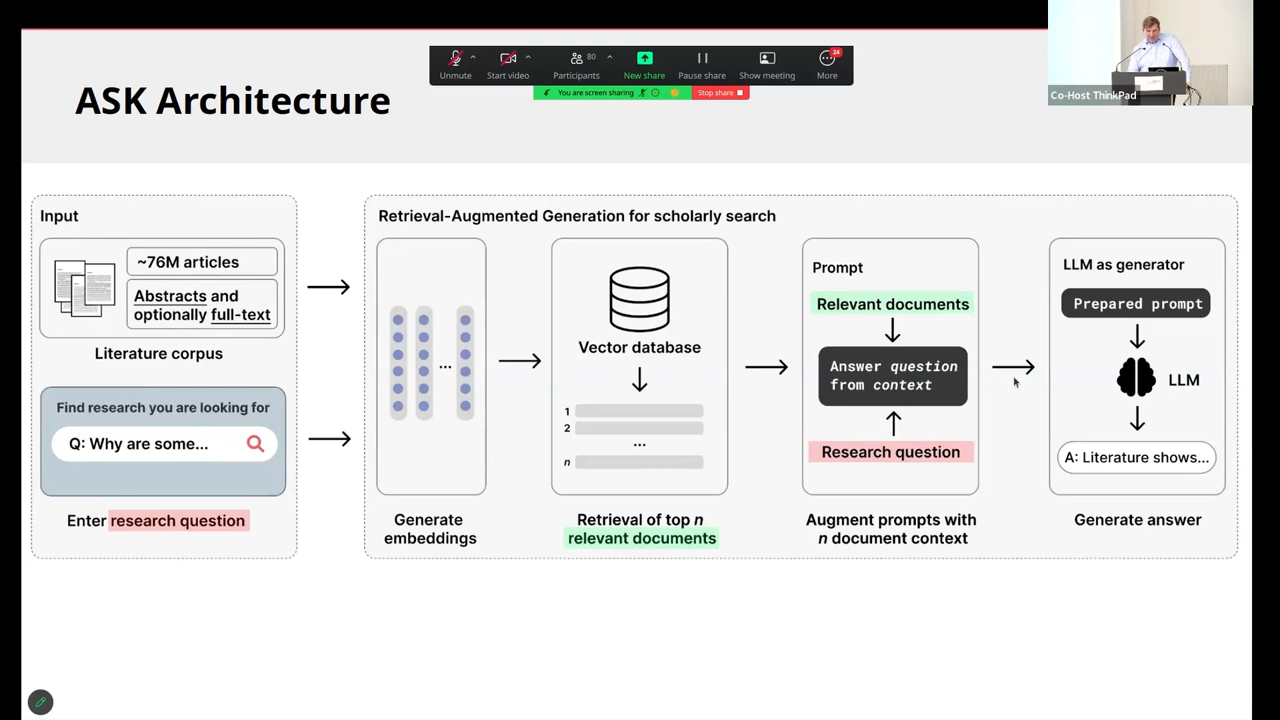 Unmute
Start video
80
Participants
New share
Pause share
Show meeting
24
More
You are screen sharing
Stop share
Co-Host ThinkPad
ASK Architecture
Input
~76M articles
Abstracts and
optionally full-text
Literature corpus
Find research you are looking for
Q: Why are some...
Enter research question
Retrieval-Augmented Generation for scholarly search
...
Generate
embeddings
Vector database
1
2
...
n
Retrieval of top n
relevant documents
Prompt
Relevant documents
Answer question
from context
Research question
Augment prompts with
n document context
LLM as generator
Prepared prompt
LLM
A: Literature shows...
Generate answer